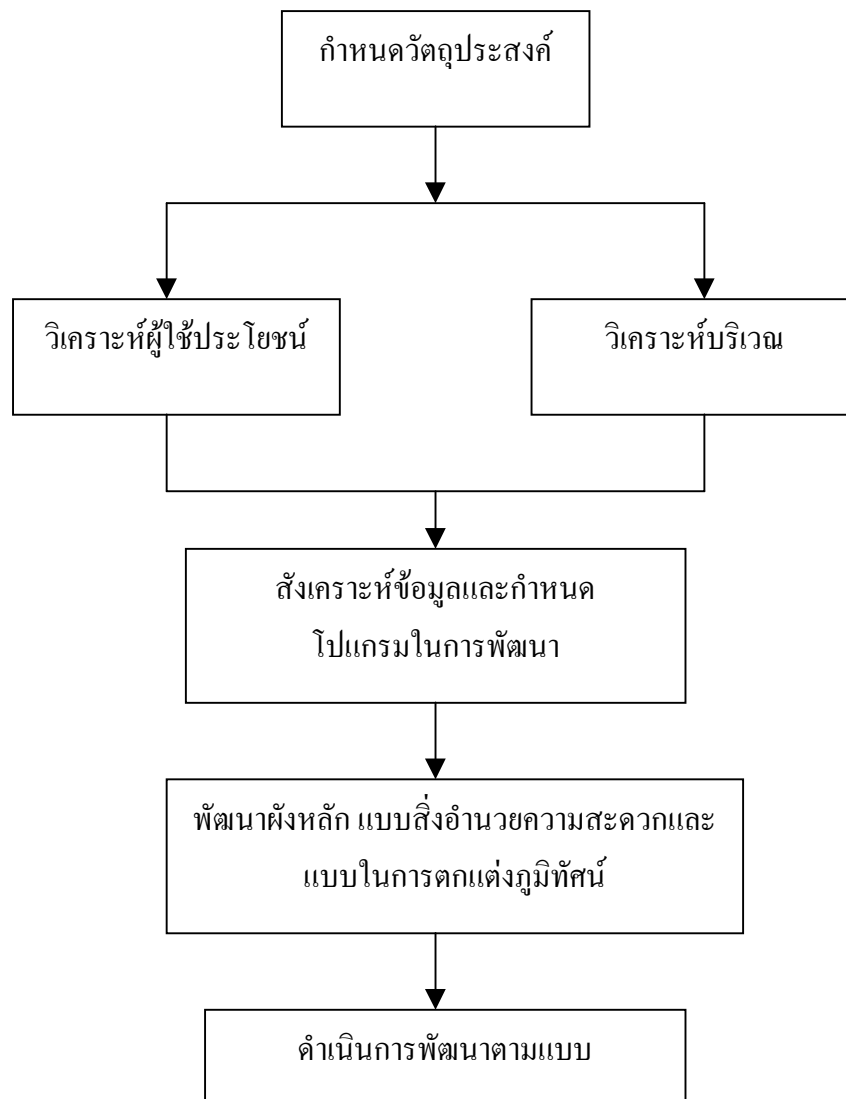 กำหนดวัตถุประสงค์
วิเคราะห์ผู้ใช้ประโยชน์
วิเคราะห์บริเวณ
สังเคราะห์ข้อมูลและกำหนด
โปแกรมในการพัฒนา
พัฒนาผังหลัก แบบสิ่งอำนวยความสะดวกและ
แบบในการตกแต่งภูมิทัศน์
ดำเนินการพัฒนาตามแบบ